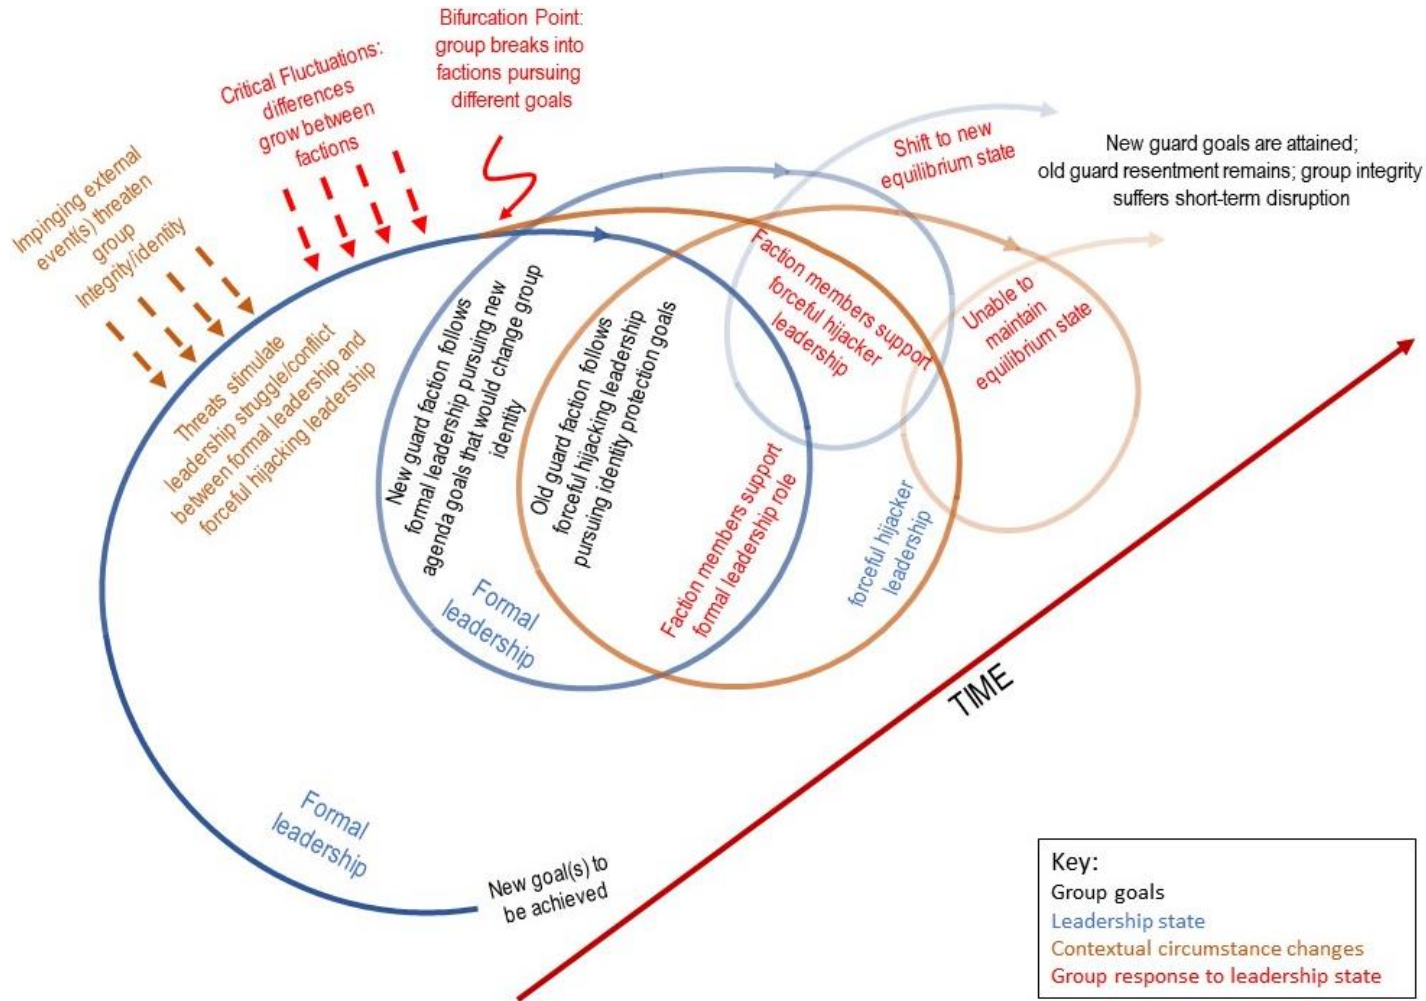 Bifurcation Point:
group breaks into
factions pursuing
different goals
Critical Fluctuations:
differences
grow between
factions
Impinging external
event(s) threaten
group
Integrity/identity
Threats stimulate
leadership struggle/conflict
between formal leadership and
forceful hijacking leadership
New guard faction follows
formal leadership pursuing new
agenda goals that would change group
identity
Old guard faction follows
forceful hijacking leadership
pursuing identity protection goals
Faction members support
forceful hijacker
leadership
Shift to new
equilibrium state
New guard goals are attained;
old guard resentment remains; group integrity
suffers short-term disruption
Unable to
maintain
equilibrium state
Faction members support
formal leadership role
forceful hijacker
leadership
Formal
leadership
TIME
Formal
leadership
New goal(s) to
be achieved
Key:
Group goals
Leadership state
Contextual circumstance changes
Group response to leadership state